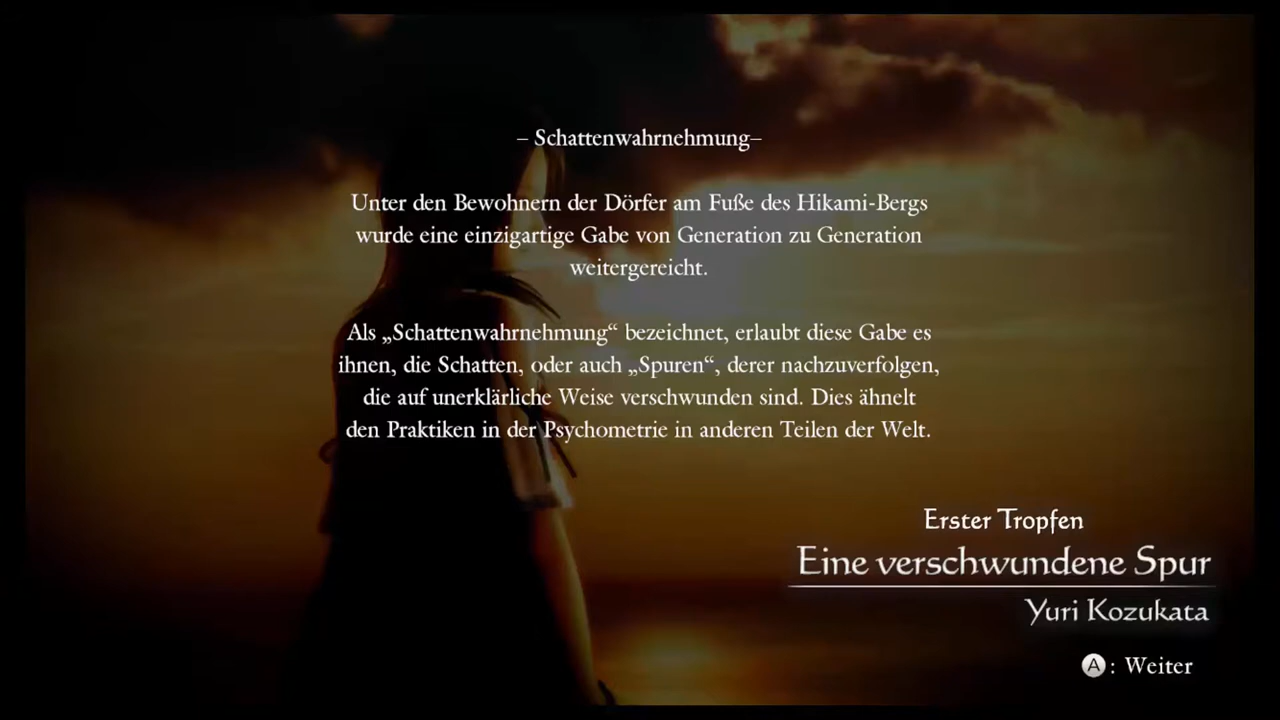 – Schattenwahrnehmung–
Unter den Bewohnern der Dörfer am Fuße des Hikami-Bergs
wurde eine einzigartige Gabe von Generation zu Generation
weitergereicht.
Als „Schattenwahrnehmung“ bezeichnet, erlaubt diese Gabe es
ihnen, die Schatten, oder auch „Spuren“, derer nachzuverfolgen,
die auf unerklärliche Weise verschwunden sind. Dies ähnelt
den Praktiken in der Psychometrie in anderen Teilen der Welt.
Erster Tropfen
Eine verschwundene Spur
Yuri Kozukata
A : Weiter